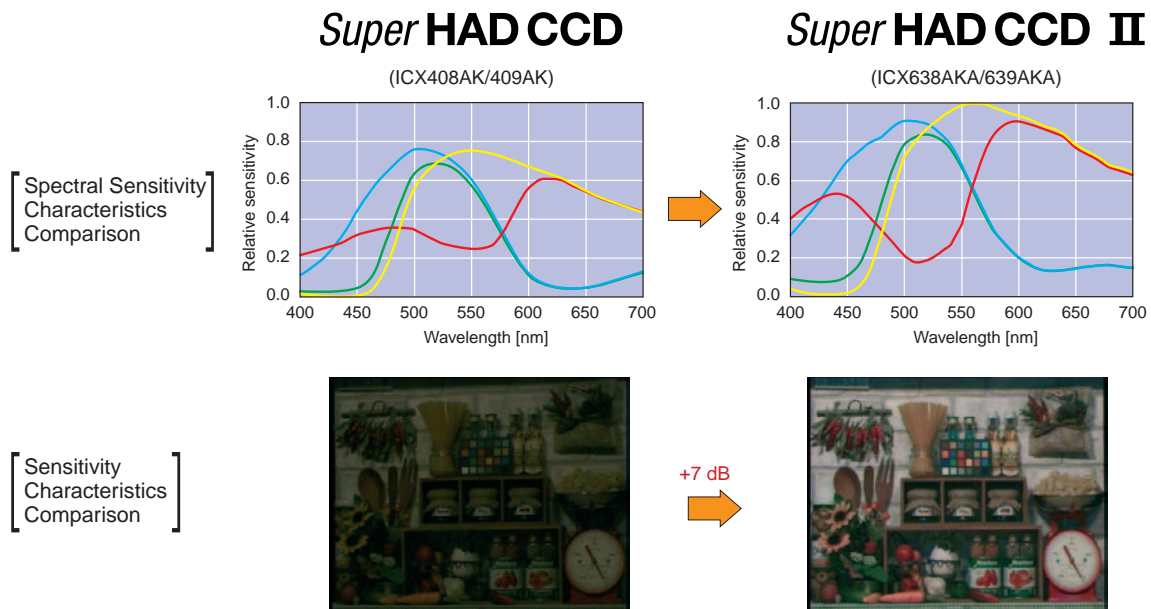 Super HAD CCD
Super HAD CCD II
(ICX408AK/409AK)
(ICX638AKA/639AKA)
Spectral Sensitivity
Characteristics
Comparison
Relative sensitivity
1.0
0.8
0.6
0.4
0.2
0.0
400 450 500 550 600 650 700
Wavelength [nm]
Relative sensitivity
1.0
0.8
0.6
0.4
0.2
0.0
400 450 500 550 600 650 700
Wavelength [nm]
Sensitivity
Characteristics
Comparison
+7 dB